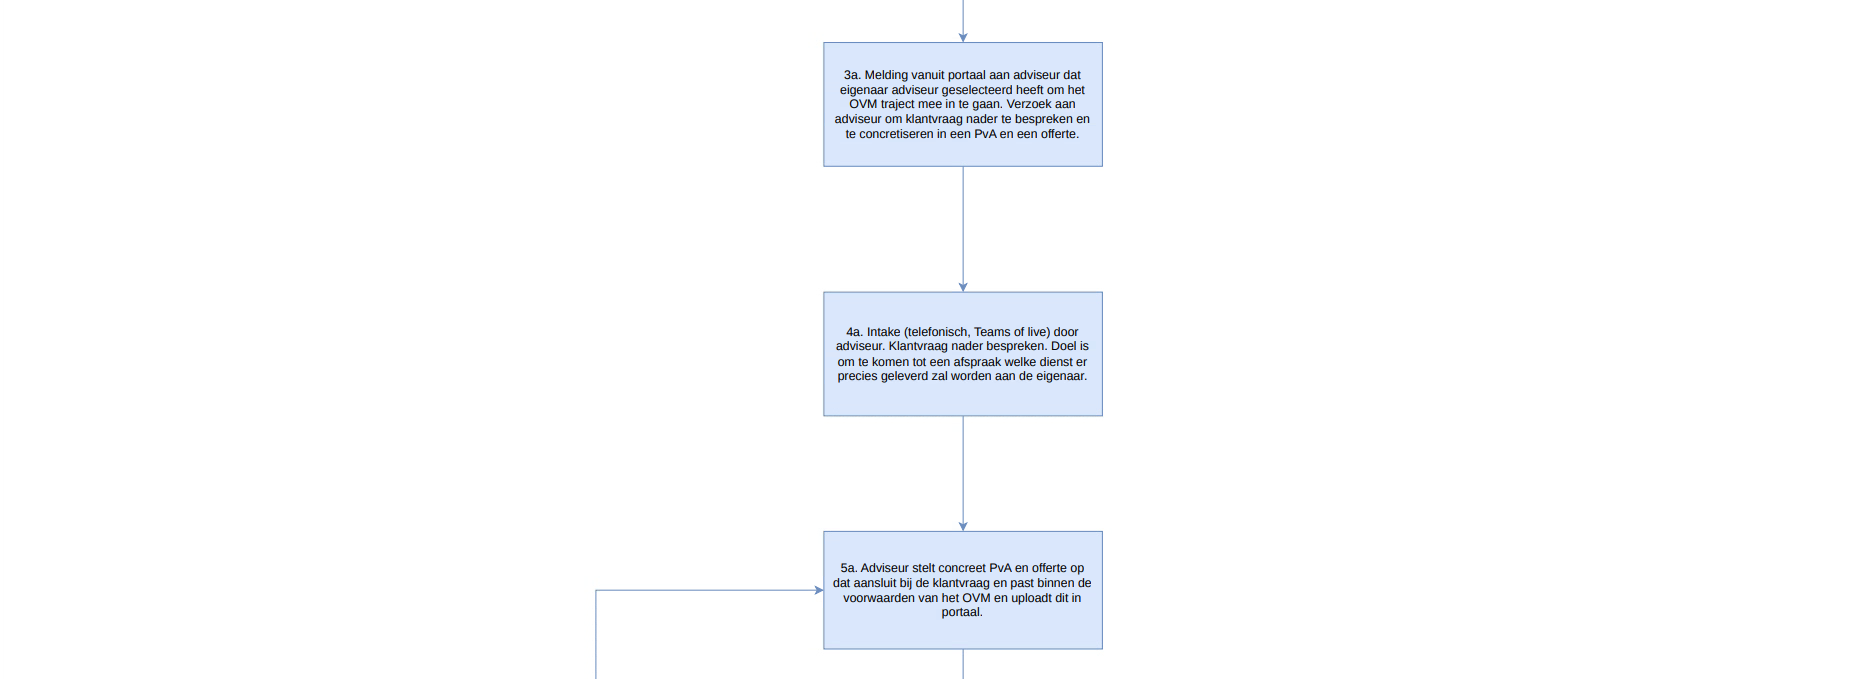 3a. Melding vanuit portaal aan adviseur dat
eigenaar adviseur geselecteerd heeft om het
OVM traject mee in te gaan. Verzoek aan
adviseur om klantvraag nader te bespreken en
te concretiseren in een PvA en een offerte.
4a. Intake (telefonisch, Teams of live) door
adviseur. Klantvraag nader bespreken. Doel is
om te komen tot een afspraak welke dienst er
precies geleverd zal worden aan de eigenaar.
5a. Adviseur stelt concreet PvA en offerte op
dat aansluit bij de klantvraag en past binnen de
voorwaarden van het OVM en uploadt dit in
portaal.